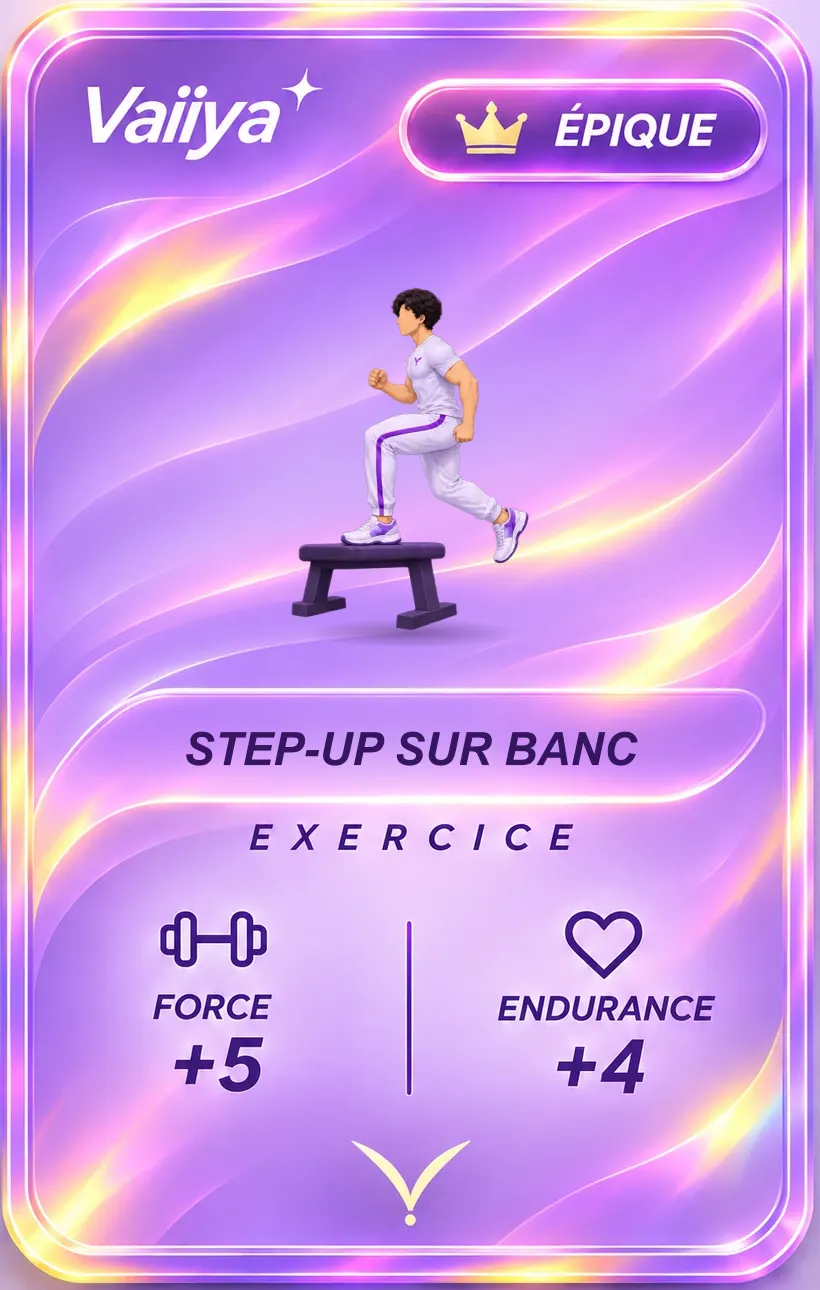 Vaiiya
ÉPIQUE
STEP-UP SUR BANC
EXERCICE
FORCE
+5
ENDURANCE
+4